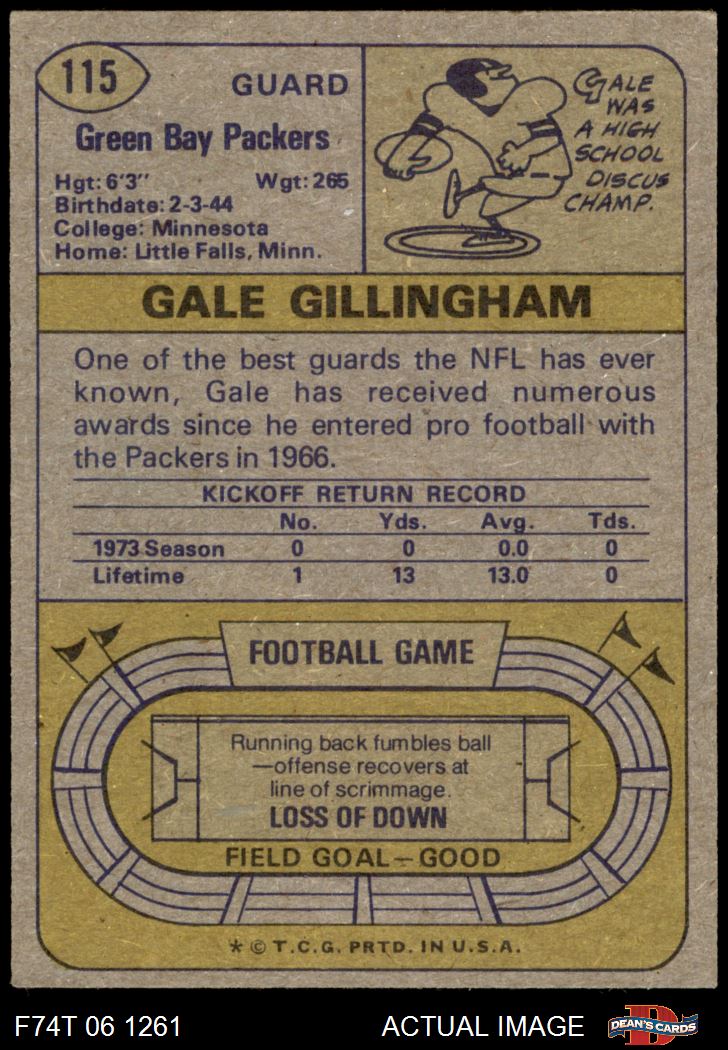 115
GUARD
Green Bay Packers
Hgt: 6'3" Wgt: 265
Birthdate: 2-3-44
College: Minnesota
Home: Little Falls, Minn.
GALE
WAS
A HIGH
SCHOOL
DISCUS
CHAMP.
GALE GILLINGHAM
One of the best guards the NFL has ever
known, Gale has received numerous
awards since he entered pro football with
the Packers in 1966.
KICKOFF RETURN RECORD
No. Yds. Avg. Tds.
1973 Season 0 0 0.0 0
Lifetime 1 13 13.0 0
FOOTBALL GAME
Running back fumbles ball
—offense recovers at
line of scrimmage.
LOSS OF DOWN
FIELD GOAL—GOOD
* © T.C.G. PRTD. IN U.S.A.
F74T 06 1261 ACTUAL IMAGE
D
DEAN'S CARDS